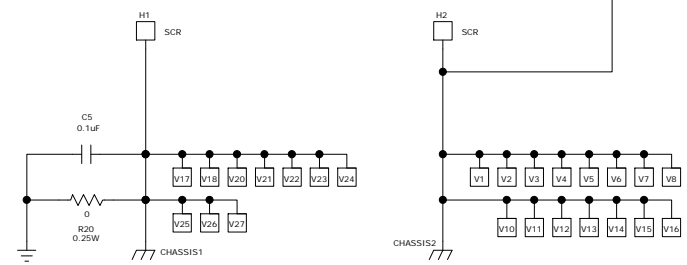 H1
SCR
H2
SCR
C5
0.1uF
V17 V18 V20 V21 V22 V23 V24
V1 V2 V3 V4 V5 V6 V7 V8
0
R20
0.25W
V25 V26 V27
V10 V11 V12 V13 V14 V15 V16
CHASSIS1
CHASSIS2